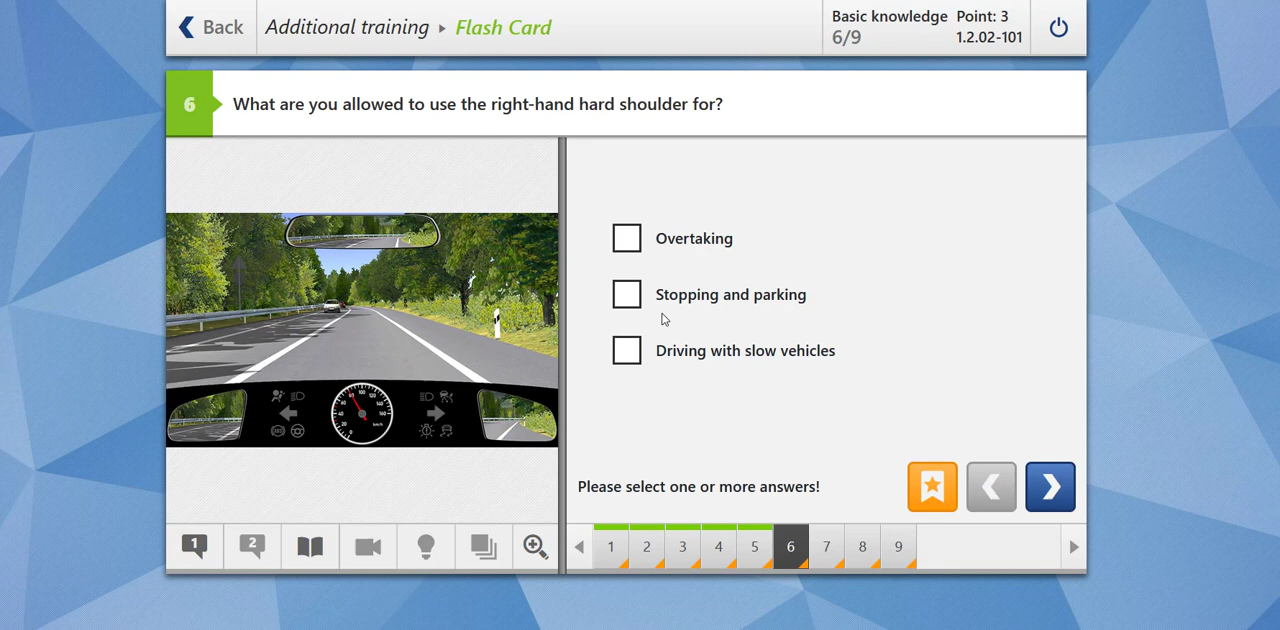 Back
Additional training ▸ Flash Card
Basic knowledge Point: 3
6/9 1.2.02-101
6 What are you allowed to use the right-hand hard shoulder for?
Overtaking
Stopping and parking
Driving with slow vehicles
Please select one or more answers!
1 2
1 2 3 4 5 6 7 8 9